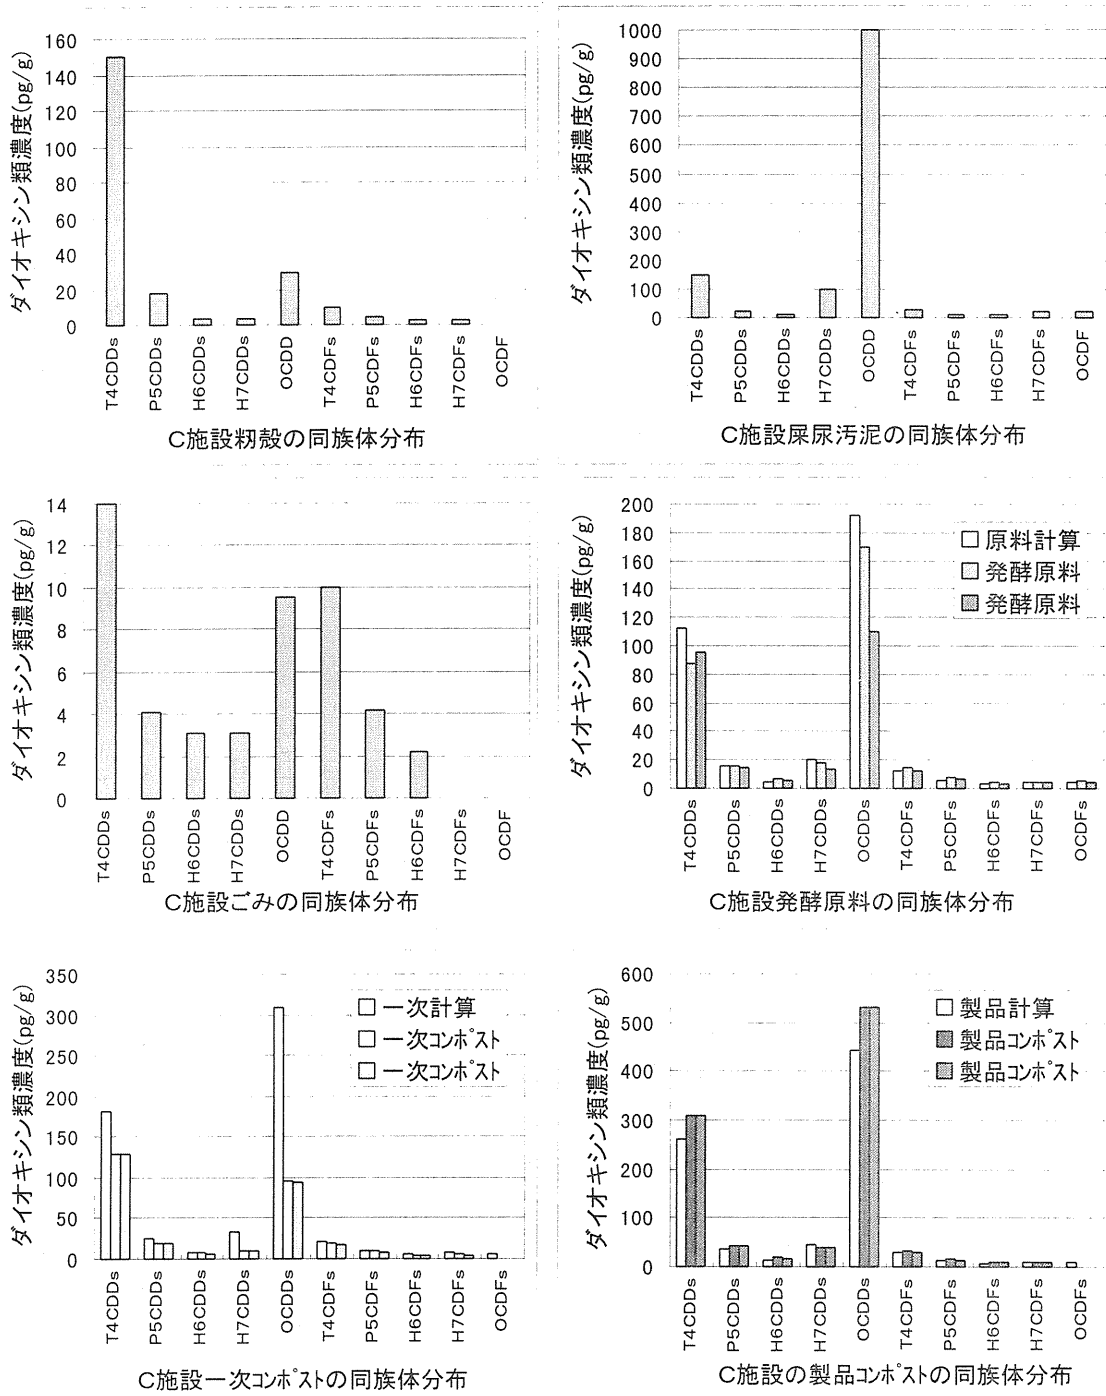 ダイオキシン類濃度(pg/g)
160
140
120
100
80
60
40
20
0
T4CDDs
P5CDDs
H6CDDs
H7CDDs
OCDD
T4CDFs
P5CDFs
H6CDFs
H7CDFs
OCDF
C施設籾殻の同族体分布
ダイオキシン類濃度(pg/g)
1000
900
800
700
600
500
400
300
200
100
0
T4CDDs
P5CDDs
H6CDDs
H7CDDs
OCDD
T4CDFs
P5CDFs
H6CDFs
H7CDFs
OCDF
C施設屎尿汚泥の同族体分布
ダイオキシン類濃度(pg/g)
14
12
10
8
6
4
2
0
T4CDDs
P5CDDs
H6CDDs
H7CDDs
OCDD
T4CDFs
P5CDFs
H6CDFs
H7CDFs
OCDF
C施設ごみの同族体分布
ダイオキシン類濃度(pg/g)
200
180
160
140
120
100
80
60
40
20
0
原料計算
発酵原料
発酵原料
T4CDDs
P5CDDs
H6CDDs
H7CDDs
OCDDs
T4CDFs
P5CDFs
H6CDFs
H7CDFs
OCDFs
C施設発酵原料の同族体分布
ダイオキシン類濃度(pg/g)
350
300
250
200
150
100
50
0
一次計算
一次コンポスト
一次コンポスト
T4CDDs
P5CDDs
H6CDDs
H7CDDs
OCDDs
T4CDFs
P5CDFs
H6CDFs
H7CDFs
OCDFs
C施設一次コンポストの同族体分布
ダイオキシン類濃度(pg/g)
600
500
400
300
200
100
0
製品計算
製品コンポスト
製品コンポスト
T4CDDs
P5CDDs
H6CDDs
H7CDDs
OCDDs
T4CDFs
P5CDFs
H6CDFs
H7CDFs
OCDFs
C施設の製品コンポストの同族体分布